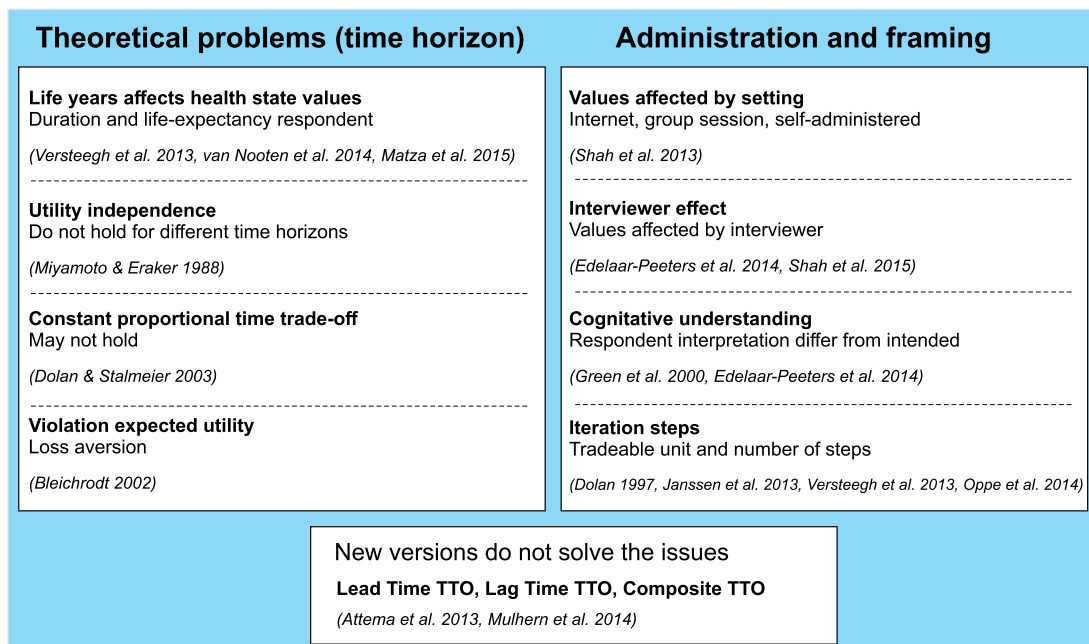 Theoretical problems (time horizon)
Life years affects health state values
Duration and life-expectancy respondent
(Versteegh et al. 2013, van Nooten et al. 2014, Matza et al. 2015)
Utility independence
Do not hold for different time horizons
(Miyamoto & Eraker 1988)
Constant proportional time trade-off
May not hold
(Dolan & Stalmeier 2003)
Violation expected utility
Loss aversion
(Bleichrodt 2002)
Administration and framing
Values affected by setting
Internet, group session, self-administered
(Shah et al. 2013)
Interviewer effect
Values affected by interviewer
(Edelaar-Peeters et al. 2014, Shah et al. 2015)
Cognitative understanding
Respondent interpretation differ from intended
(Green et al. 2000, Edelaar-Peeters et al. 2014)
Iteration steps
Tradeable unit and number of steps
(Dolan 1997, Janssen et al. 2013, Versteegh et al. 2013, Oppe et al. 2014)
New versions do not solve the issues
Lead Time TTO, Lag Time TTO, Composite TTO
(Attema et al. 2013, Mulhern et al. 2014)